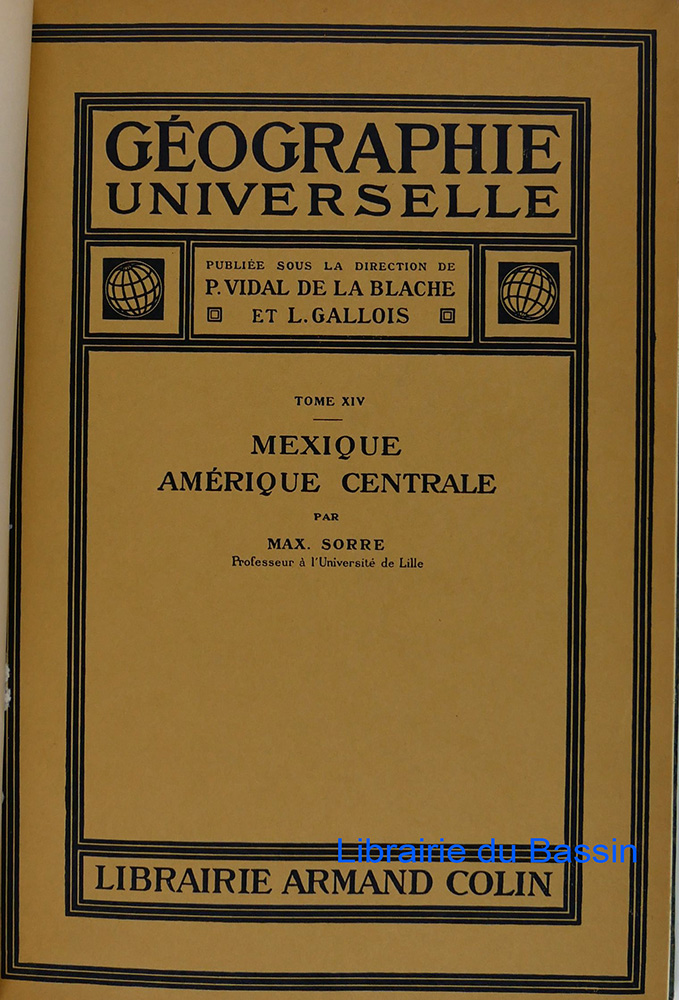 GÉOGRAPHIE
UNIVERSELLE
PUBLIÉE SOUS LA DIRECTION DE
P. VIDAL DE LA BLACHE
ET L. GALLOIS
TOME XIV
MEXIQUE
AMÉRIQUE CENTRALE
PAR
MAX. SORRE
Professeur à l'Université de Lille
Librairie du Bassin
LIBRAIRIE ARMAND COLIN